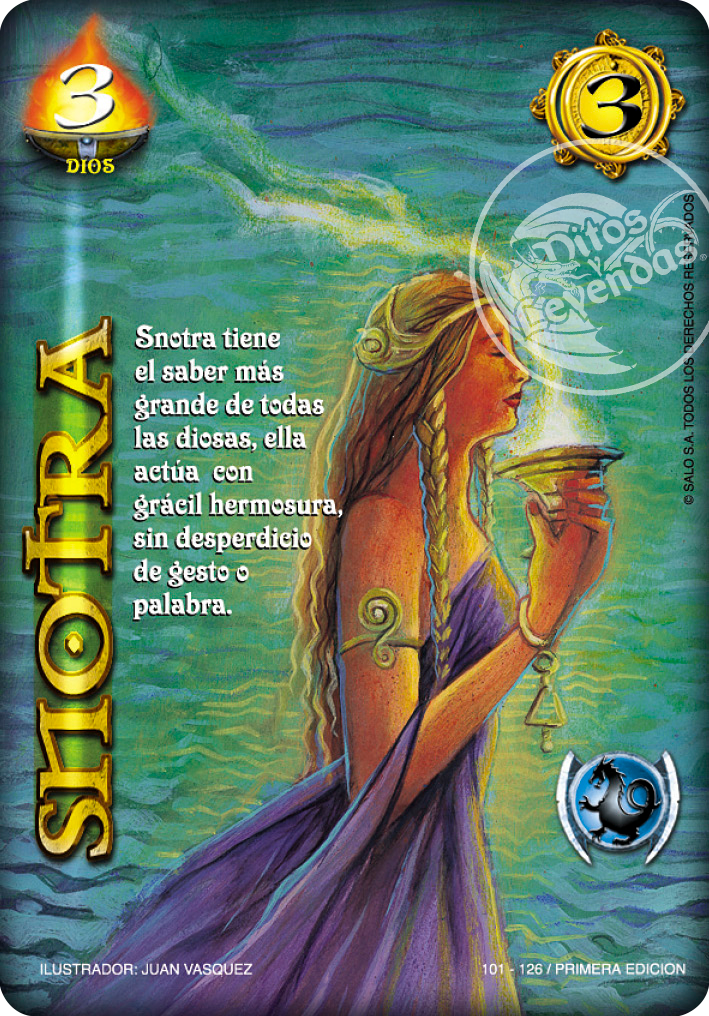 3
DIOS
3
Mitos
y
Leyendas
®
SNOTRA
Snotra tiene
el saber más
grande de todas
las diosas, ella
actúa con
grácil hermosura,
sin desperdicio
de gesto o
palabra.
© SALO S.A. TODOS LOS DERECHOS RESERVADOS
ILUSTRADOR: JUAN VASQUEZ
101 - 126 / PRIMERA EDICION